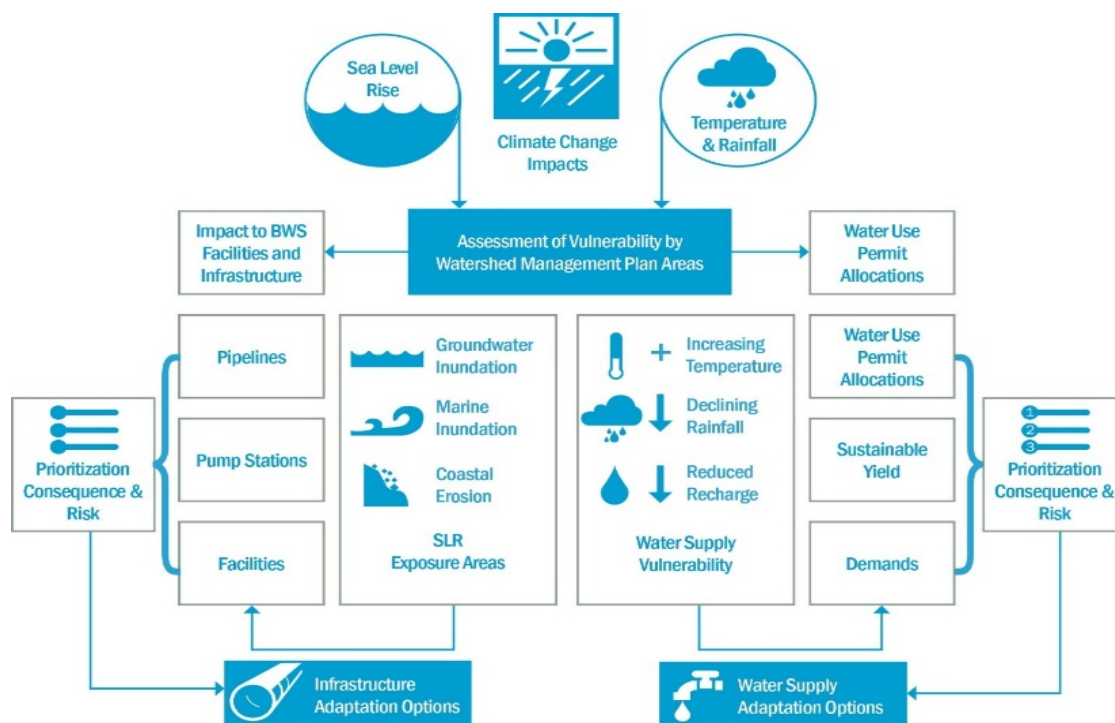 Sea Level
Rise
Climate Change
Impacts
Temperature
& Rainfall
Impact to BWS
Facilities and
Infrastructure
Assessment of Vulnerability by
Watershed Management Plan Areas
Water Use
Permit
Allocations
Prioritization
Consequence &
Risk
Pipelines
Pump Stations
Facilities
Groundwater
Inundation
Marine
Inundation
Coastal
Erosion
SLR
Exposure Areas
+ Increasing
Temperature
Declining
Rainfall
Reduced
Recharge
Water Supply
Vulnerability
Water Use
Permit
Allocations
Sustainable
Yield
Demands
1
2
3
Prioritization
Consequence &
Risk
Infrastructure
Adaptation Options
Water Supply
Adaptation Options